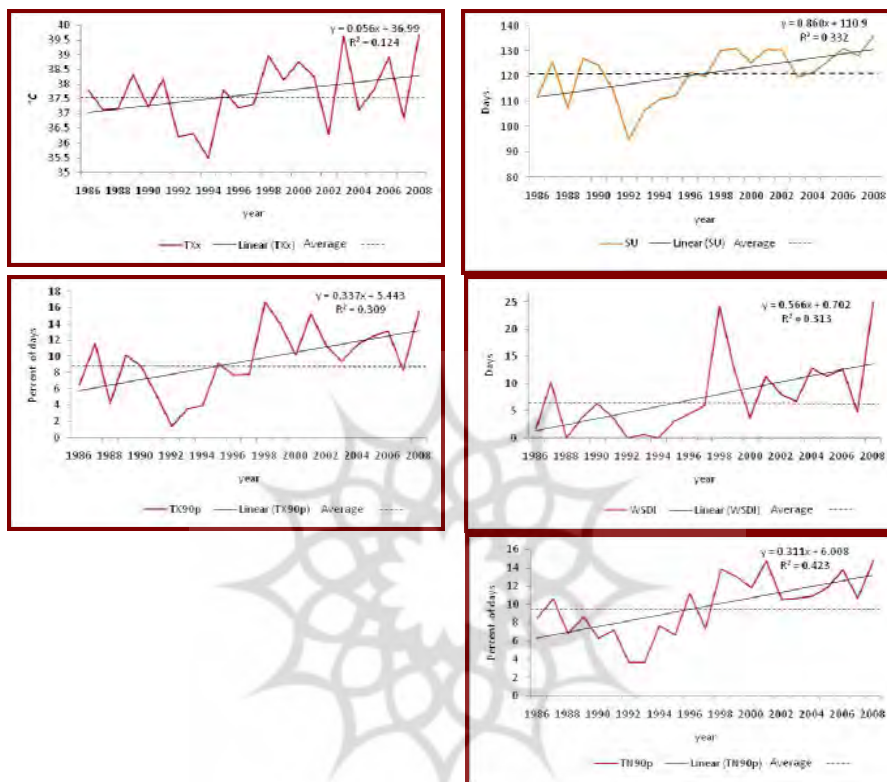 y = 0.056x + 36.99
R² = 0.124
40
39.5
39
38.5
38
37.5
37
36.5
36
35.5
35
°C
1986 1988 1990 1992 1994 1996 1998 2000 2002 2004 2006 2008
year
TXx Linear (TXx) Average
y = 0.860x + 110.9
R² = 0.332
140
130
120
110
100
90
80
Days
1986 1988 1990 1992 1994 1996 1998 2000 2002 2004 2006 2008
year
SU Linear (SU) Average
y = 0.337x + 5.443
R² = 0.309
18
16
14
12
10
8
6
4
2
0
Percent of days
1986 1988 1990 1992 1994 1996 1998 2000 2002 2004 2006 2008
year
TX90p Linear (TX90p) Average
y = 0.566x + 0.702
R² = 0.313
25
20
15
10
5
0
Days
1986 1988 1990 1992 1994 1996 1998 2000 2002 2004 2006 2008
year
WSDI Linear (WSDI) Average
y = 0.311x + 6.008
R² = 0.423
16
14
12
10
8
6
4
2
0
Percent of days
1986 1988 1990 1992 1994 1996 1998 2000 2002 2004 2006 2008
year
TN90p Linear (TN90p) Average